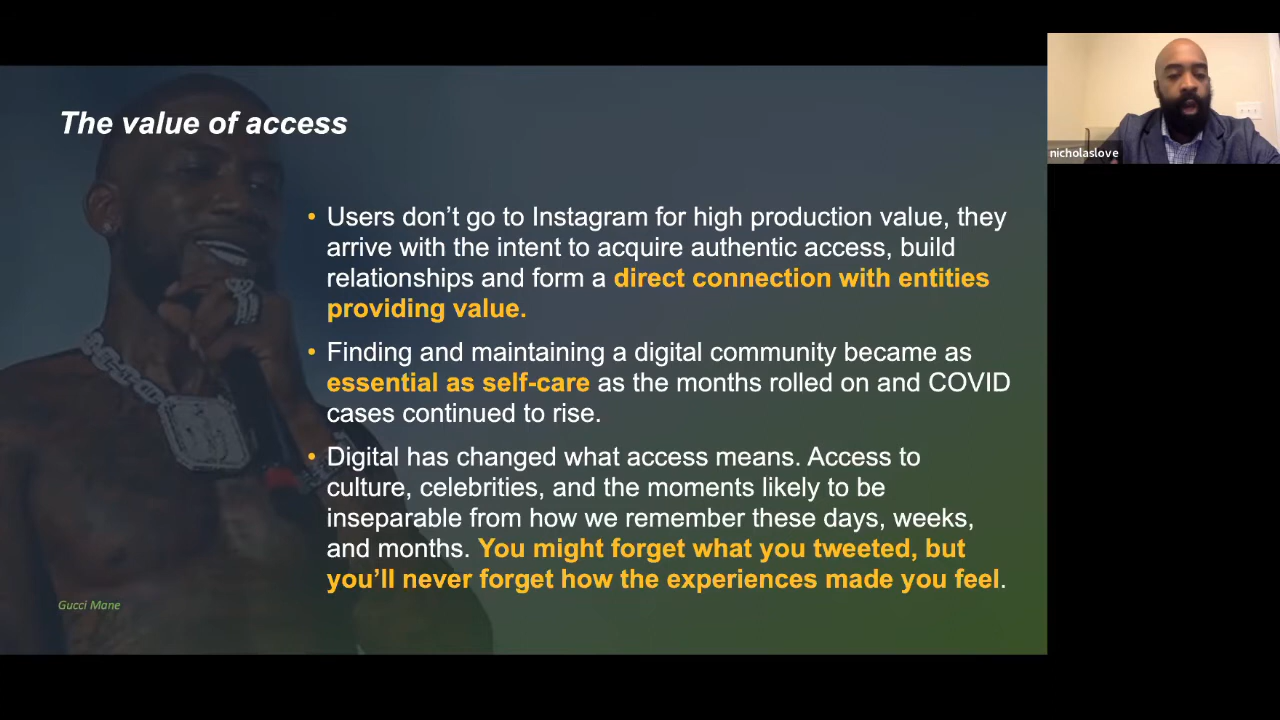 The value of access
nicholaslove
• Users don’t go to Instagram for high production value, they
arrive with the intent to acquire authentic access, build
relationships and form a direct connection with entities
providing value.
• Finding and maintaining a digital community became as
essential as self-care as the months rolled on and COVID
cases continued to rise.
• Digital has changed what access means. Access to
culture, celebrities, and the moments likely to be
inseparable from how we remember these days, weeks,
and months. You might forget what you tweeted, but
you’ll never forget how the experiences made you feel.
Gucci Mane